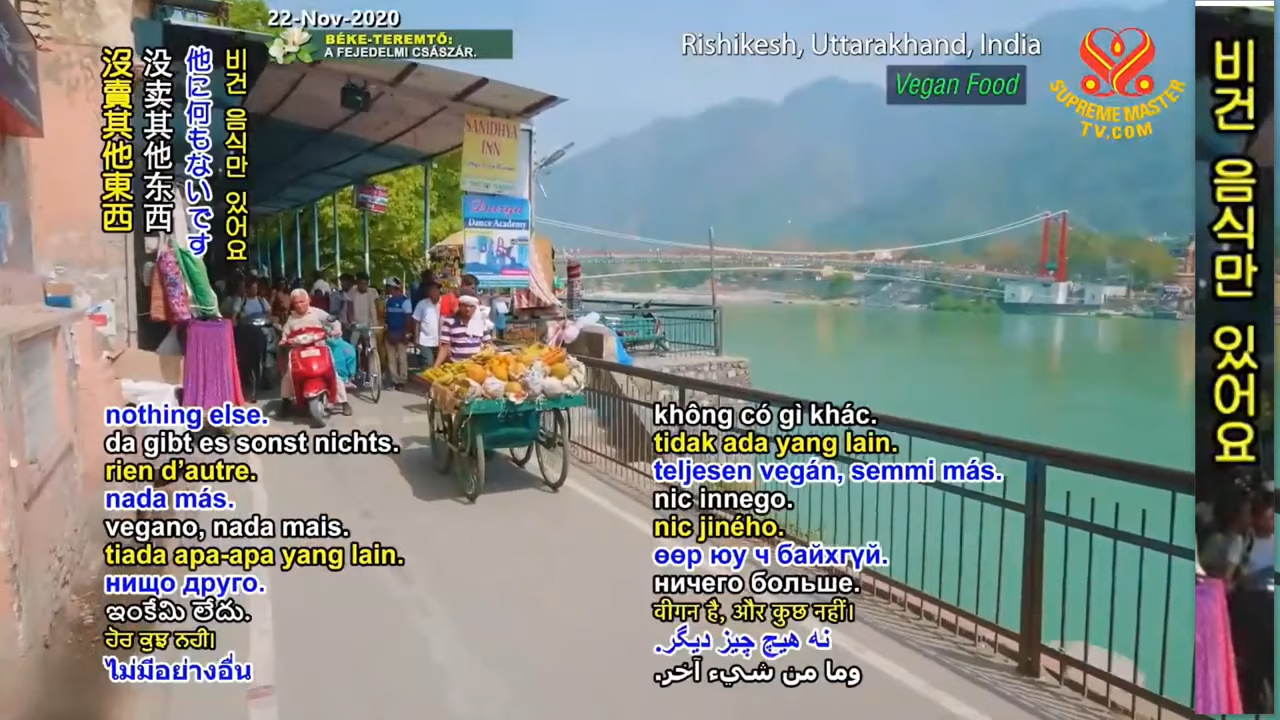 22-Nov-2020
BÉKE-TEREMTŐ:
A FEJEDELMI CSÁSZÁR.
Rishikesh, Uttarakhand, India
Vegan Food
SUPREME MASTER
TV.COM
비건 음식만 있어요
他に何もないです
没卖其他东西
沒賣其他東西
비건 음식만 있어요
SANIDHYA
INN
Durga
Dance Academy
nothing else.
da gibt es sonst nichts.
rien d’autre.
nada más.
vegano, nada mais.
tiada apa-apa yang lain.
нищо друго.
ఇంకేమి లేదు.
ਹੋਰ ਕੁਝ ਨਹੀ।
ไม่มีอย่างอื่น
không có gì khác.
tidak ada yang lain.
teljesen vegán, semmi más.
nic innego.
nic jiného.
өөр юу ч байхгүй.
ничего больше.
वीगन है, और कुछ नहीं।
نه هیچ چیز دیگر.
وما من شيء آخر.